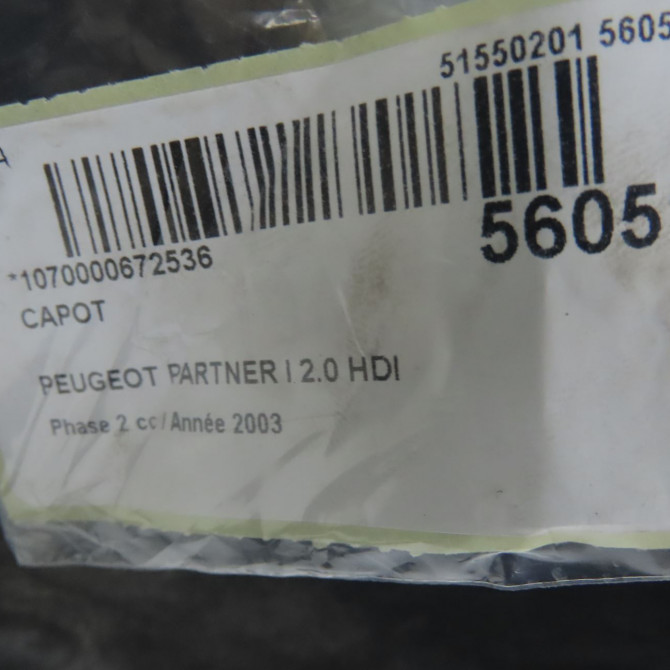 51550201 5605
A
5605
*1070000672536
CAPOT
PEUGEOT PARTNER I 2.0 HDI
Phase 2 cc/Année 2003